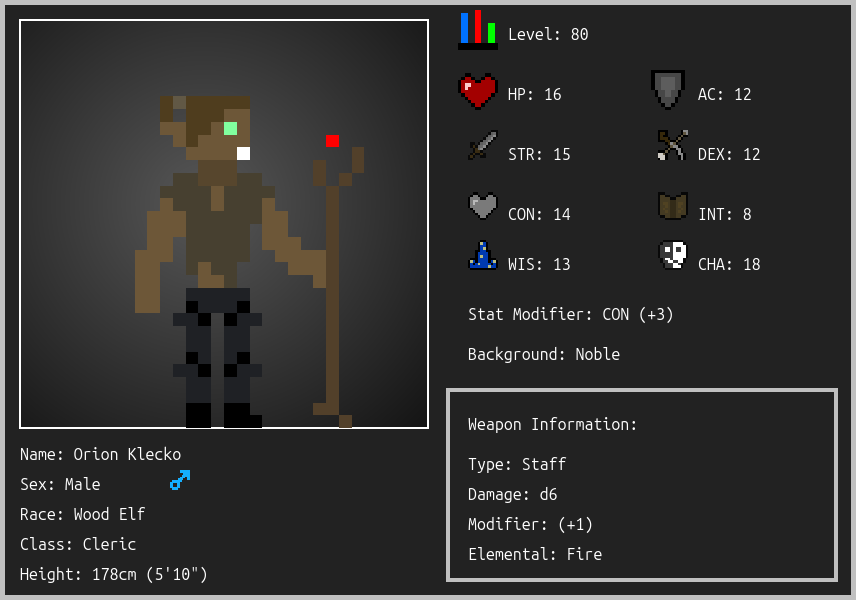 Level: 80
HP: 16
AC: 12
STR: 15
DEX: 12
CON: 14
INT: 8
WIS: 13
CHA: 18
Stat Modifier: CON (+3)
Background: Noble
Weapon Information:
Type: Staff
Damage: d6
Modifier: (+1)
Elemental: Fire
Name: Orion Klecko
Sex: Male
Race: Wood Elf
Class: Cleric
Height: 178cm (5'10")